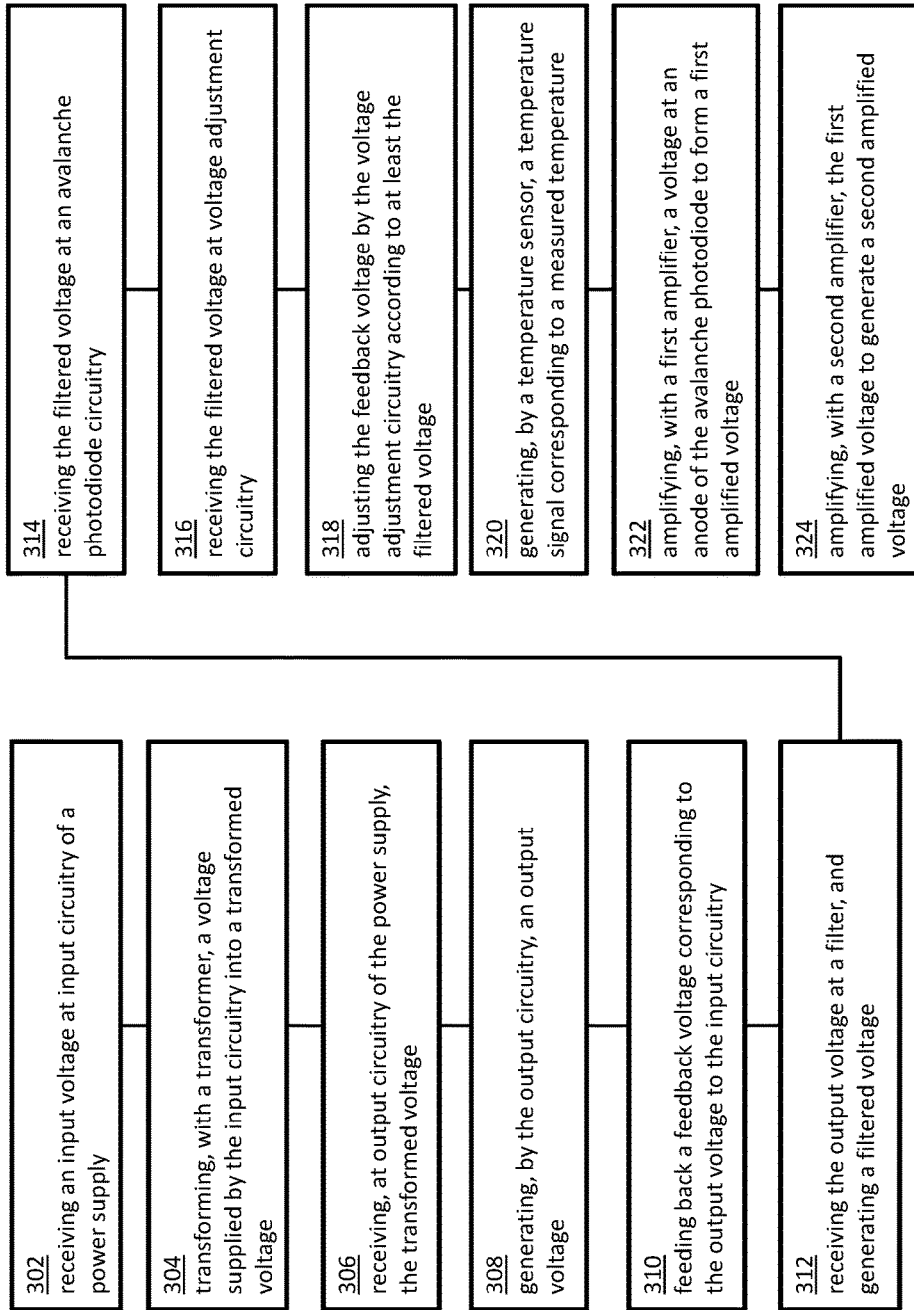 302
receiving an input voltage at input circuitry of a
power supply
304
transforming, with a transformer, a voltage
supplied by the input circuitry into a transformed
voltage
306
receiving, at output circuitry of the power supply,
the transformed voltage
308
generating, by the output circuitry, an output
voltage
310
feeding back a feedback voltage corresponding to
the output voltage to the input circuitry
312
receiving the output voltage at a filter, and
generating a filtered voltage
314
receiving the filtered voltage at an avalanche
photodiode circuitry
316
receiving the filtered voltage at voltage adjustment
circuitry
318
adjusting the feedback voltage by the voltage
adjustment circuitry according to at least the
filtered voltage
320
generating, by a temperature sensor, a temperature
signal corresponding to a measured temperature
322
amplifying, with a first amplifier, a voltage at an
anode of the avalanche photodiode to form a first
amplified voltage
324
amplifying, with a second amplifier, the first
amplified voltage to generate a second amplified
voltage